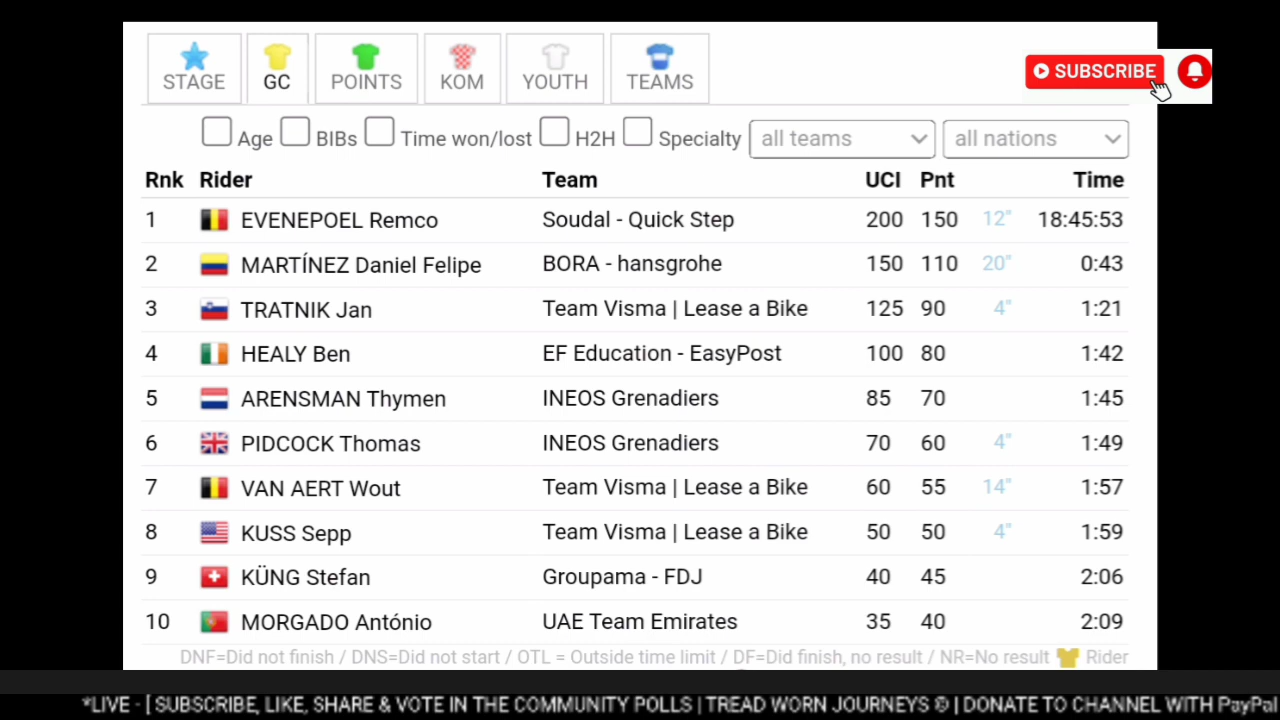 STAGE GC POINTS KOM YOUTH TEAMS
SUBSCRIBE
Age BIBs Time won/lost H2H Specialty all teams all nations
Rnk Rider Team UCI Pnt Time
1 EVENEPOEL Remco Soudal - Quick Step 200 150 12" 18:45:53
2 MARTÍNEZ Daniel Felipe BORA - hansgrohe 150 110 20" 0:43
3 TRATNIK Jan Team Visma | Lease a Bike 125 90 4" 1:21
4 HEALY Ben EF Education - EasyPost 100 80 1:42
5 ARENSMAN Thymen INEOS Grenadiers 85 70 1:45
6 PIDCOCK Thomas INEOS Grenadiers 70 60 4" 1:49
7 VAN AERT Wout Team Visma | Lease a Bike 60 55 14" 1:57
8 KUSS Sepp Team Visma | Lease a Bike 50 50 4" 1:59
9 KÜNG Stefan Groupama - FDJ 40 45 2:06
10 MORGADO António UAE Team Emirates 35 40 2:09
DNF=Did not finish / DNS=Did not start / OTL = Outside time limit / DF=Did finish, no result / NR=No result Rider
*LIVE - [ SUBSCRIBE, LIKE, SHARE & VOTE IN THE COMMUNITY POLLS | TREAD WORN JOURNEYS © | DONATE TO CHANNEL WITH PayPal